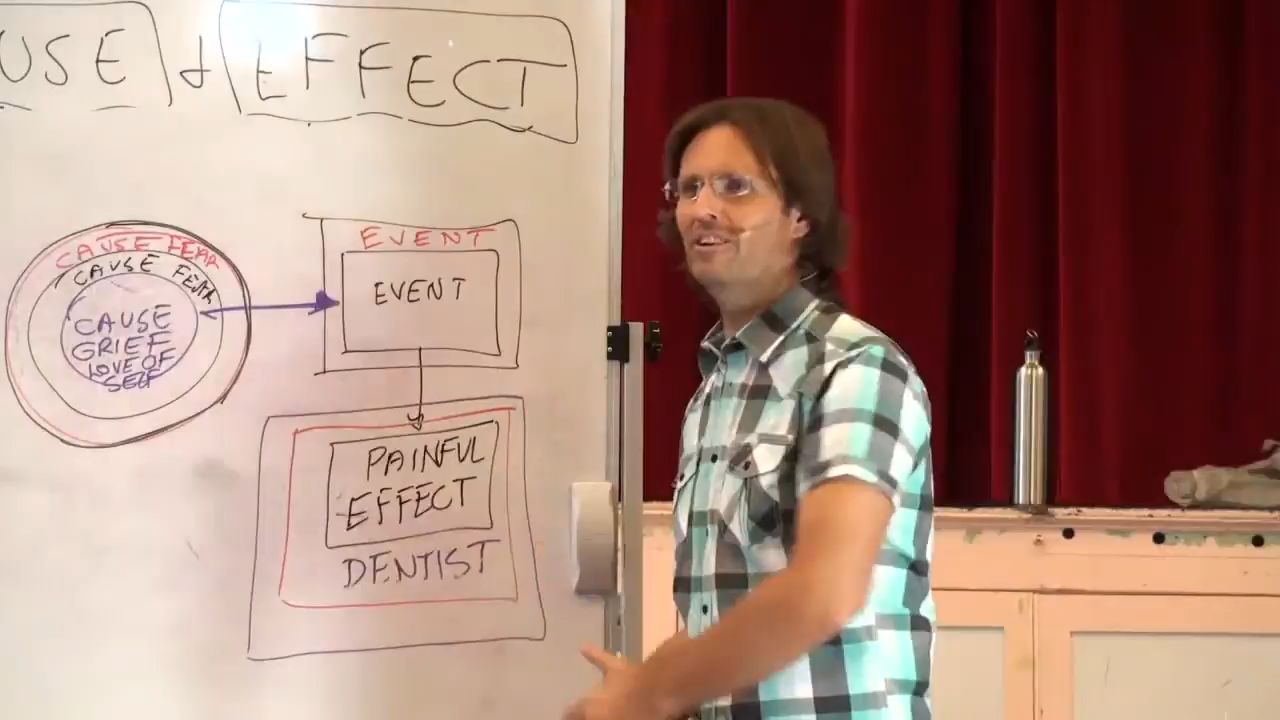 USE & EFFECT
CAUSE FEAR
CAUSE FEAR
CAUSE
GRIEF
LOVE OF
SELF
EVENT
EVENT
PAINFUL
EFFECT
DENTIST